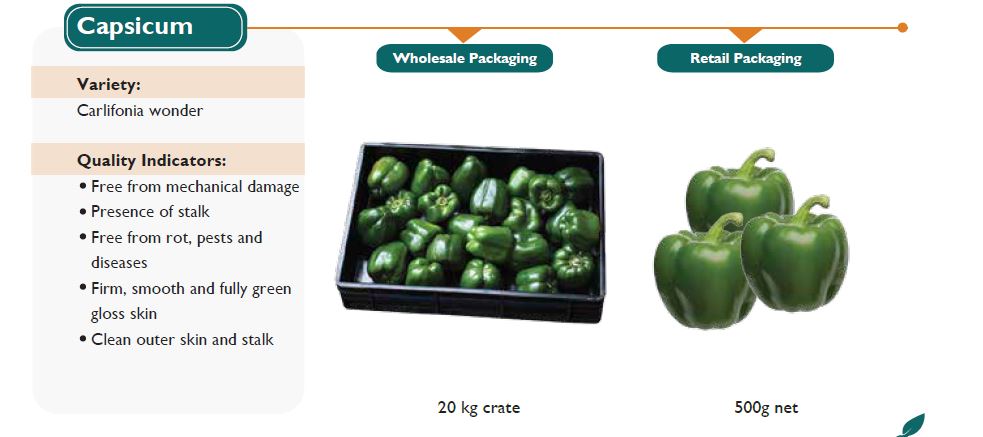 Capsicum
Wholesale Packaging
Retail Packaging
Variety:
Carlifonia wonder
Quality Indicators:
• Free from mechanical damage
• Presence of stalk
• Free from rot, pests and
diseases
• Firm, smooth and fully green
gloss skin
• Clean outer skin and stalk
20 kg crate
500g net